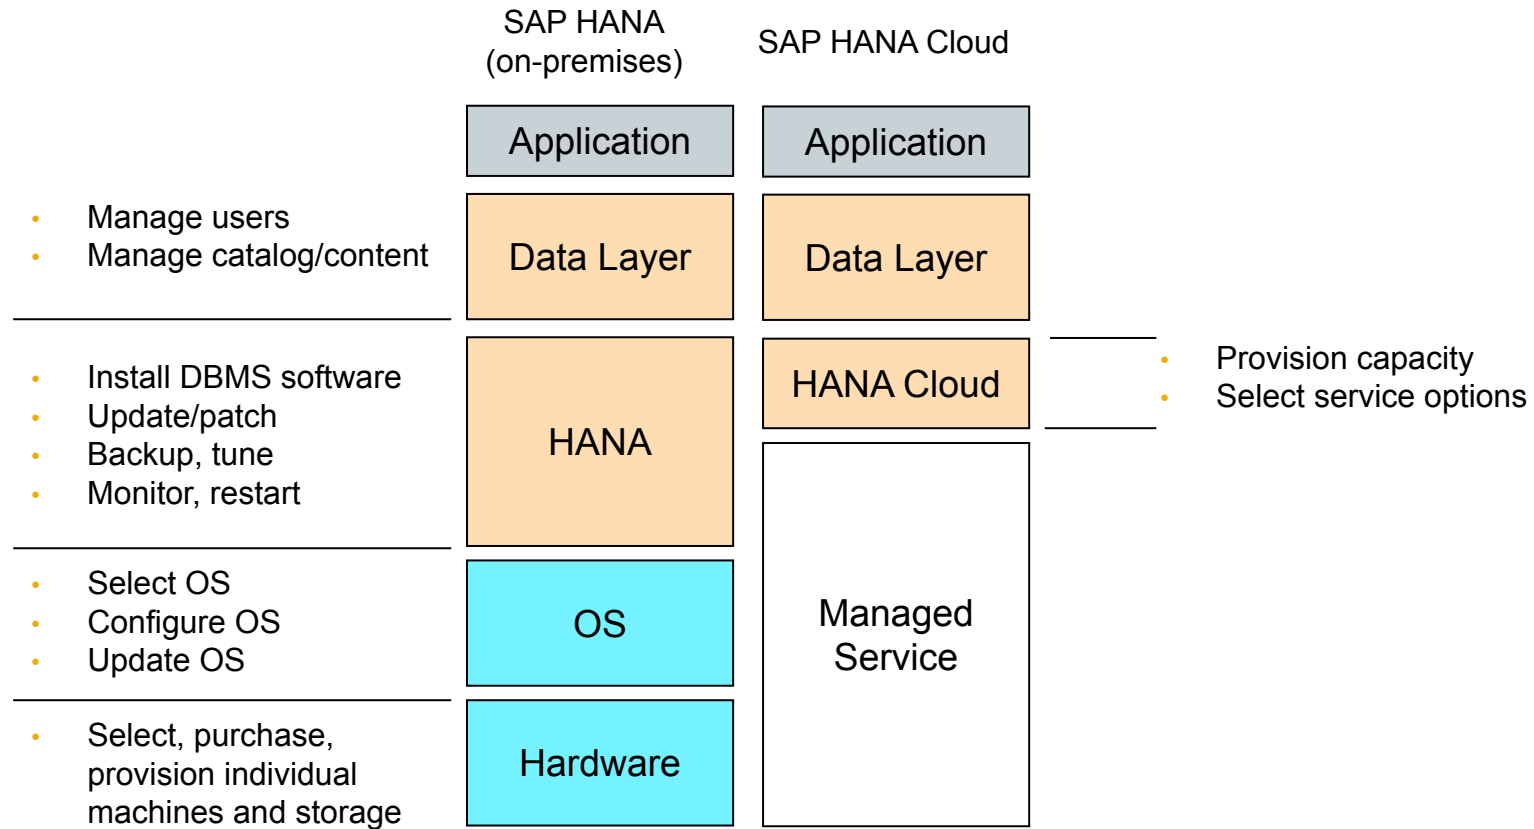 SAP HANA
(on-premises)
SAP HANA Cloud
Application
Application
• Manage users
• Manage catalog/content
Data Layer
Data Layer
• Install DBMS software
• Update/patch
• Backup, tune
• Monitor, restart
HANA
HANA Cloud
• Provision capacity
• Select service options
• Select OS
• Configure OS
• Update OS
OS
Managed
Service
• Select, purchase,
provision individual
machines and storage
Hardware